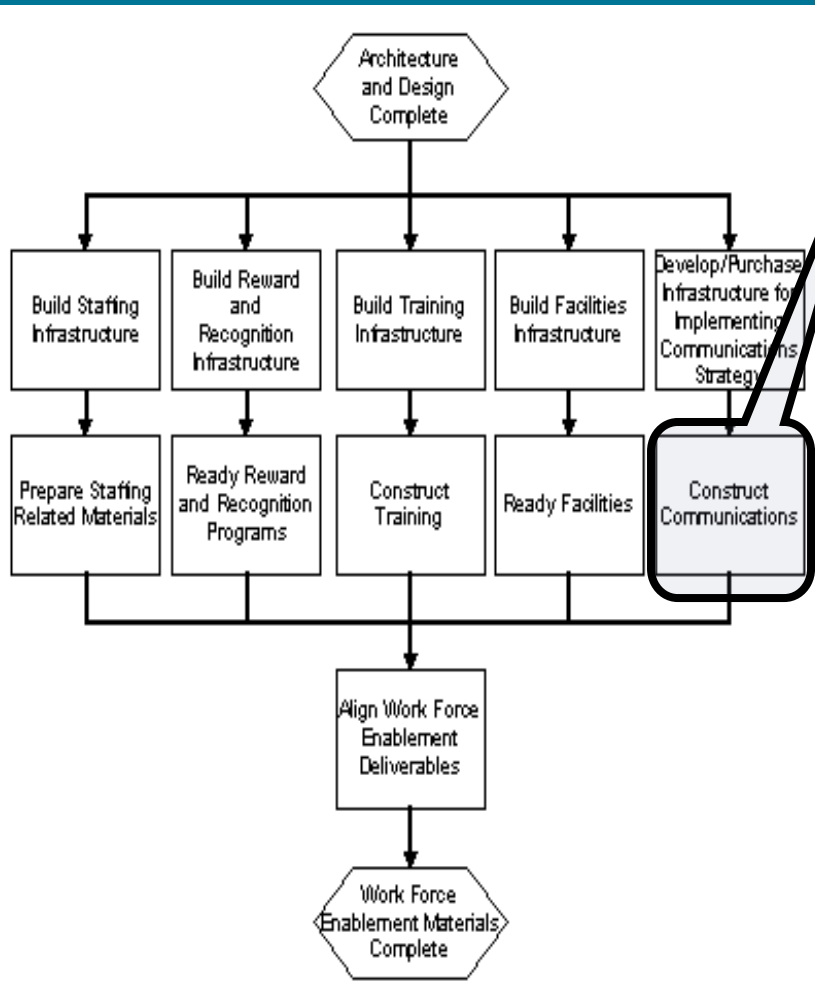 Architecture
and Design
Complete
Build Staffing
Infrastructure
Build Reward
and
Recognition
Infrastructure
Build Training
Infrastructure
Build Facilities
Infrastructure
Develop/Purchase
Infrastructure for
Implementing
Communications
Strategy
Prepare Staffing
Related Materials
Ready Reward
and Recognition
Programs
Construct
Training
Ready Facilities
Construct
Communications
Align Work Force
Enablement
Deliverables
Work Force
Enablement Materials
Complete